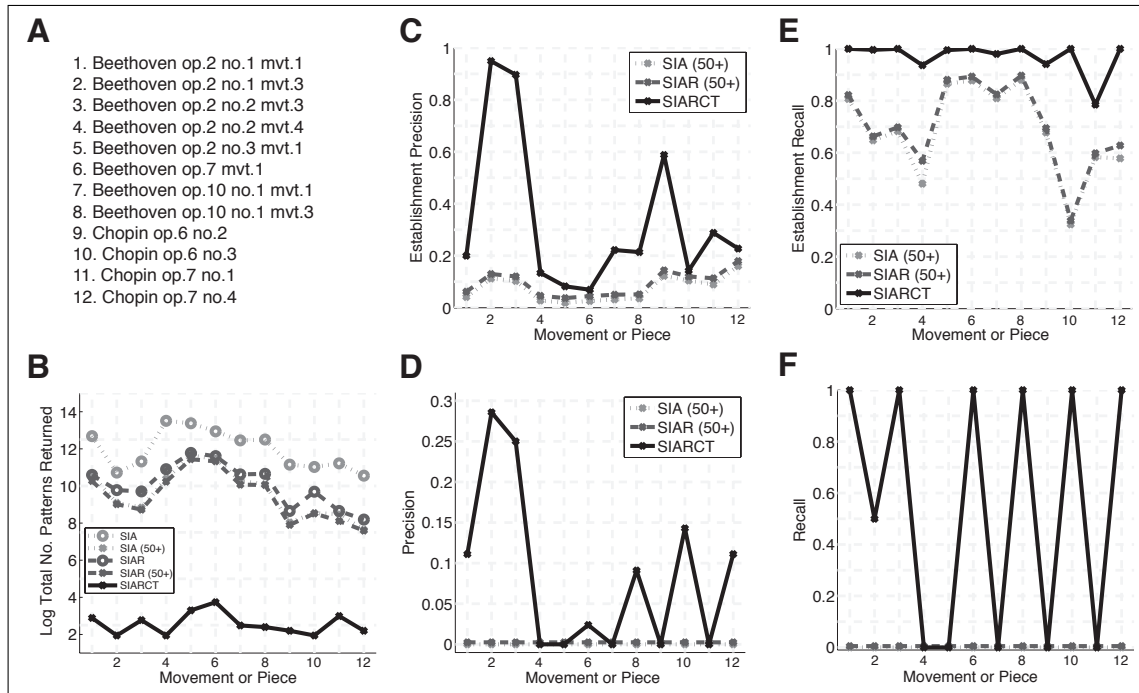 A
1. Beethoven op.2 no.1 mvt.1
2. Beethoven op.2 no.1 mvt.3
3. Beethoven op.2 no.2 mvt.3
4. Beethoven op.2 no.2 mvt.4
5. Beethoven op.2 no.3 mvt.1
6. Beethoven op.7 mvt.1
7. Beethoven op.10 no.1 mvt.1
8. Beethoven op.10 no.1 mvt.3
9. Chopin op.6 no.2
10. Chopin op.6 no.3
11. Chopin op.7 no.1
12. Chopin op.7 no.4
B
Log Total No. Patterns Returned
14
12
10
8
6
4
2
SIA
SIA (50+)
SIAR
SIAR (50+)
SIARCT
2 4 6 8 10 12
Movement or Piece
C
Establishment Precision
1
0.8
0.6
0.4
0.2
0
SIA (50+)
SIAR (50+)
SIARCT
2 4 6 8 10 12
Movement or Piece
D
Precision
0.3
0.25
0.2
0.15
0.1
0.05
0
SIA (50+)
SIAR (50+)
SIARCT
2 4 6 8 10 12
Movement or Piece
E
Establishment Recall
1
0.8
0.6
0.4
0.2
0
SIA (50+)
SIAR (50+)
SIARCT
2 4 6 8 10 12
Movement or Piece
F
Recall
1
0.8
0.6
0.4
0.2
0
SIA (50+)
SIAR (50+)
SIARCT
2 4 6 8 10 12
Movement or Piece